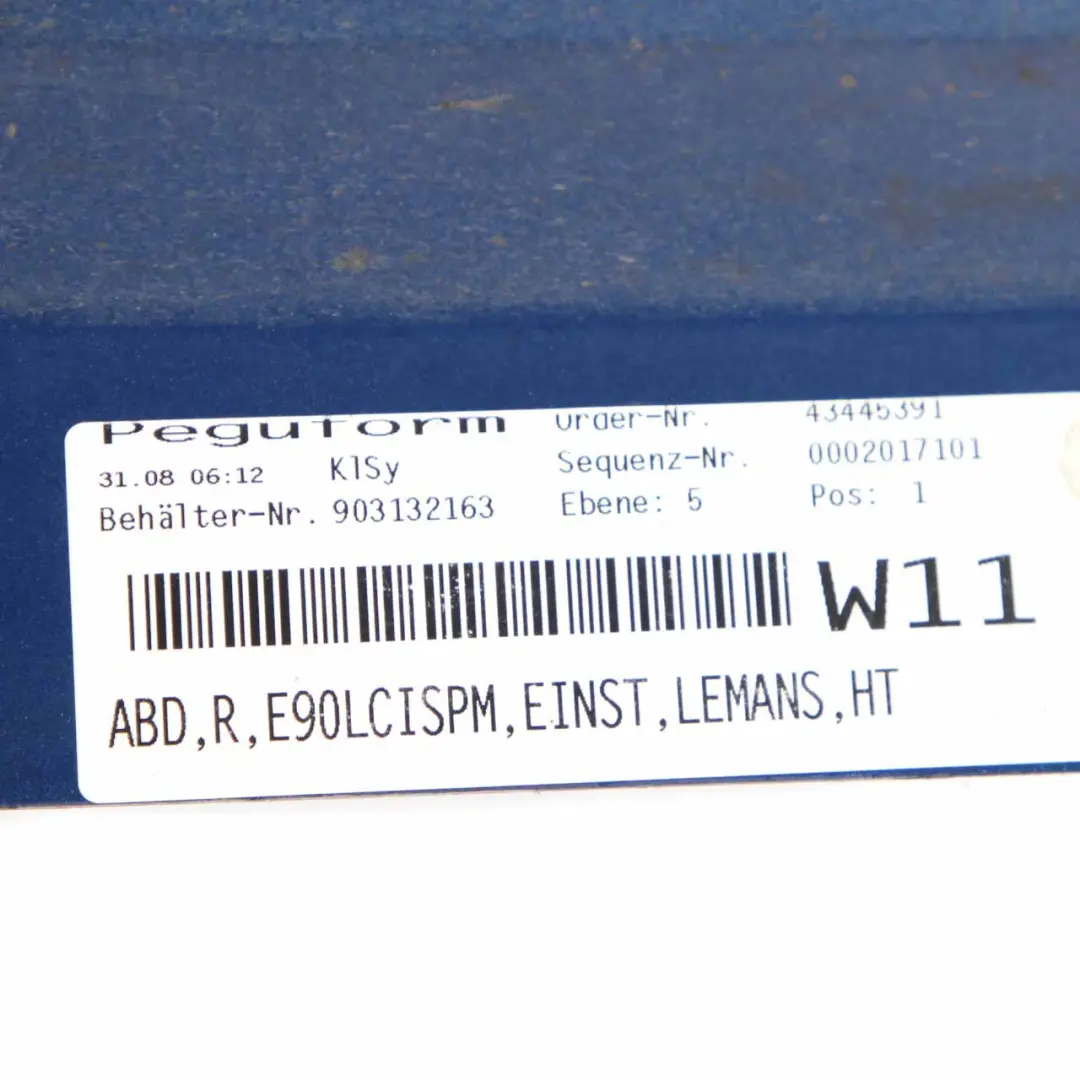 Peguform Order-Nr. 43445391
31.08 06:12 KlSy Sequenz-Nr. 0002017101
Behälter-Nr. 903132163 Ebene: 5 Pos: 1
W11
ABD,R,E90LCISPM,EINST,LEMANS,HT